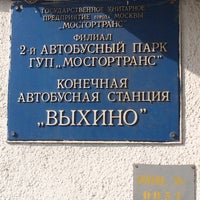 ГОСУДАРСТВЕННОЕ УНИТАРНОЕ
ПРЕДПРИЯТИЕ города МОСКВЫ
МОСГОРТРАНС
ФИЛИАЛ
2-й АВТОБУСНЫЙ ПАРК
ГУП „МОСГОРТРАНС"
КОНЕЧНАЯ
АВТОБУСНАЯ СТАНЦИЯ
„ВЫХИНО"